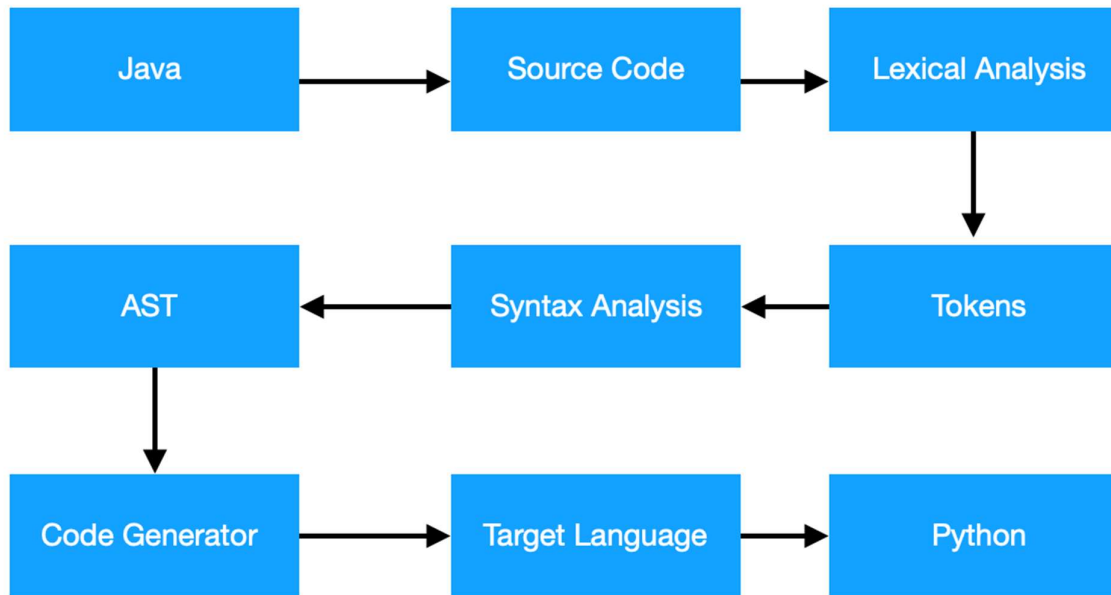 Java
Source Code
Lexical Analysis
Tokens
Syntax Analysis
AST
Code Generator
Target Language
Python